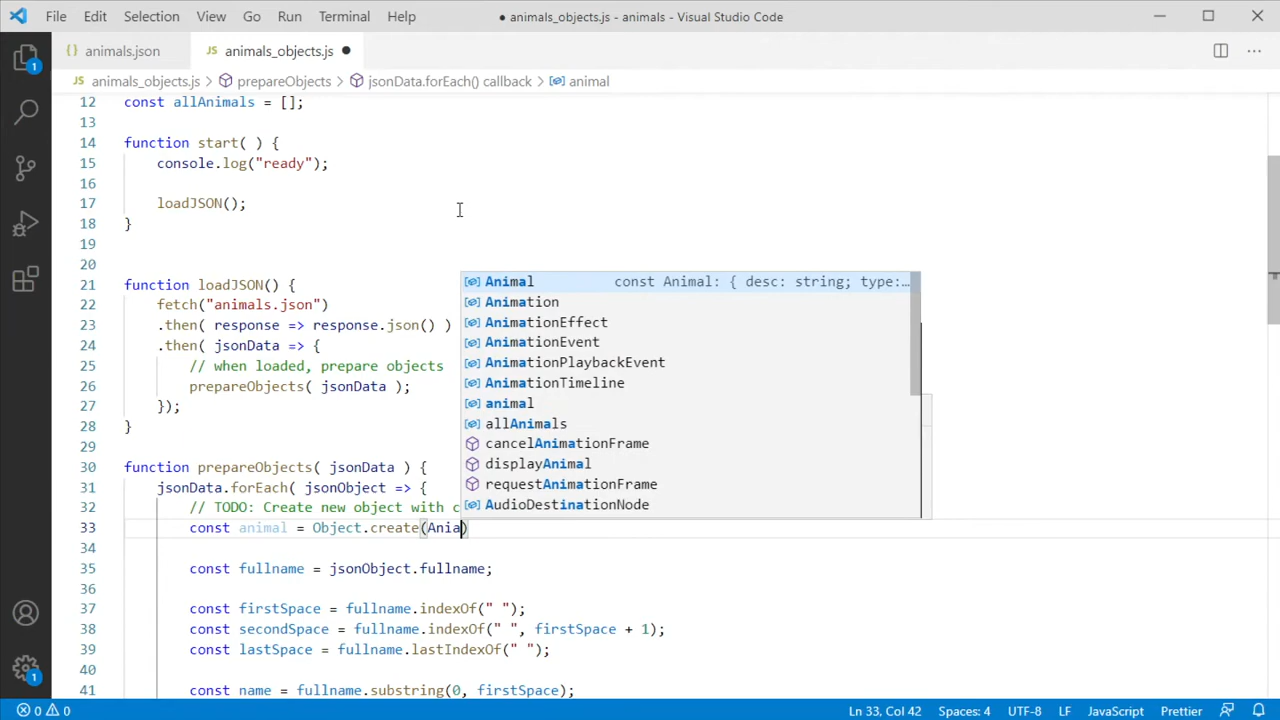 File Edit Selection View Go Run Terminal Help ● animals_objects.js - animals - Visual Studio Code
{} animals.json JS animals_objects.js ●
JS animals_objects.js > prepareObjects > jsonData.forEach() callback > animal
12 const allAnimals = [];
13
14 function start( ) {
15 console.log("ready");
16
17 loadJSON();
18 }
19
20
21 function loadJSON() {
22 fetch("animals.json")
23 .then( response => response.json() )
24 .then( jsonData => {
25 // when loaded, prepare objects
26 prepareObjects( jsonData );
27 });
28 }
29
30 function prepareObjects( jsonData ) {
31 jsonData.forEach( jsonObject => {
32 // TODO: Create new object with c
33 const animal = Object.create(Ania)
34
35 const fullname = jsonObject.fullname;
36
37 const firstSpace = fullname.indexOf(" ");
38 const secondSpace = fullname.indexOf(" ", firstSpace + 1);
39 const lastSpace = fullname.lastIndexOf(" ");
40
41 const name = fullname.substring(0, firstSpace);
Animal const Animal: { desc: string; type:...
Animation
AnimationEffect
AnimationEvent
AnimationPlaybackEvent
AnimationTimeline
animal
allAnimals
cancelAnimationFrame
displayAnimal
requestAnimationFrame
AudioDestinationNode
1
1
0 0 Ln 33, Col 42 Spaces: 4 UTF-8 LF JavaScript Prettier